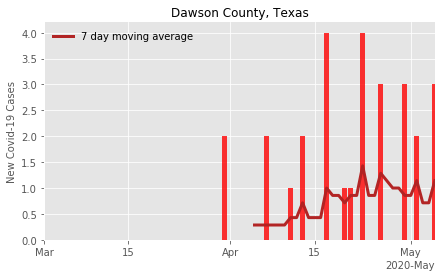 Dawson County, Texas
7 day moving average
New Covid-19 Cases
4.0
3.5
3.0
2.5
2.0
1.5
1.0
0.5
0.0
Mar 15 Apr 15 May
2020-May